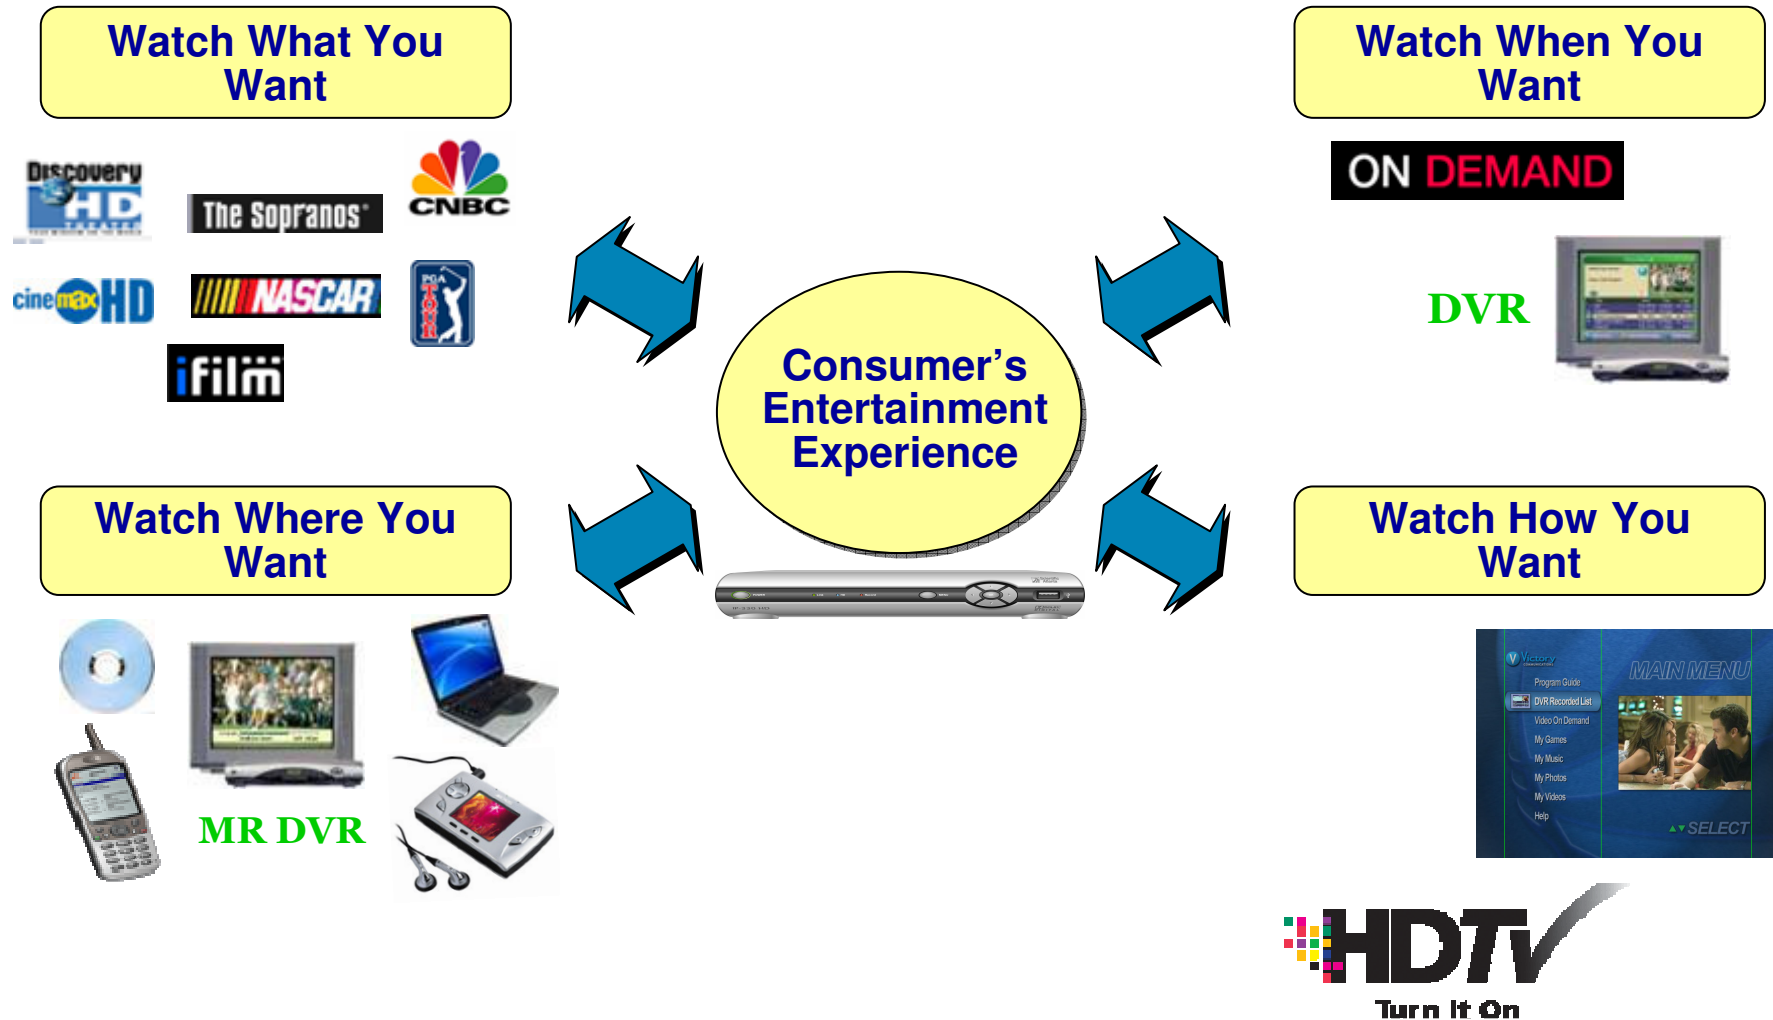 Watch What You
Want
Discovery
HD
THEATER
The Sopranos
CNBC
cinemax HD
NASCAR
PGA
TOUR
ifilm
Watch When You
Want
ON DEMAND
DVR
Consumer’s
Entertainment
Experience
Watch Where You
Want
MR DVR
Watch How You
Want
V Victory
COMMUNICATIONS
MAIN MENU
Program Guide
DVR Recorded List
Video On Demand
My Games
My Music
My Photos
My Videos
Help
SELECT
HDTV
Turn It On